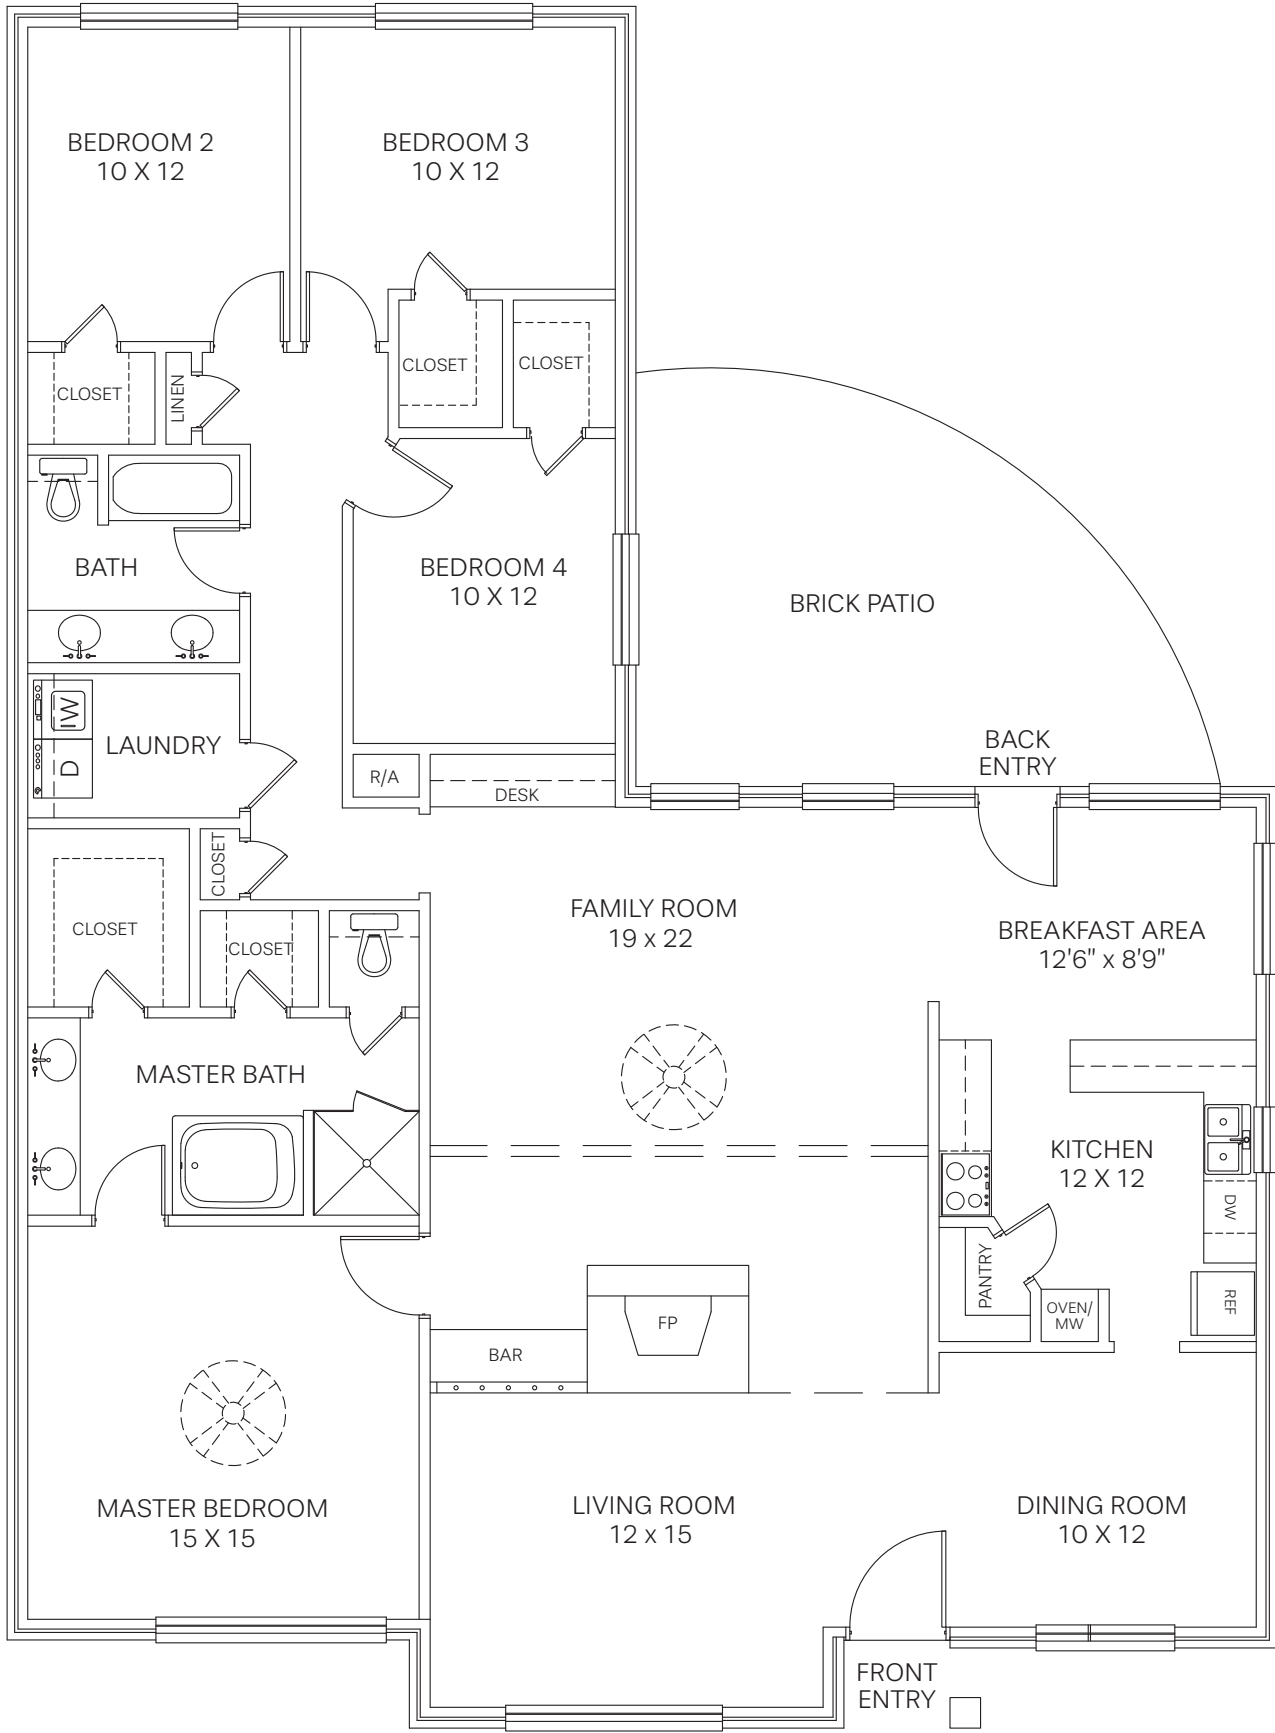 BEDROOM 2
10 X 12
BEDROOM 3
10 X 12
CLOSET
LINEN
CLOSET
CLOSET
BATH
BEDROOM 4
10 X 12
BRICK PATIO
W
D
LAUNDRY
R/A
DESK
BACK
ENTRY
CLOSET
CLOSET
CLOSET
FAMILY ROOM
19 x 22
BREAKFAST AREA
12'6" x 8'9"
MASTER BATH
KITCHEN
12 X 12
DW
PANTRY
OVEN/
MW
REF
FP
BAR
MASTER BEDROOM
15 X 15
LIVING ROOM
12 x 15
DINING ROOM
10 X 12
FRONT
ENTRY